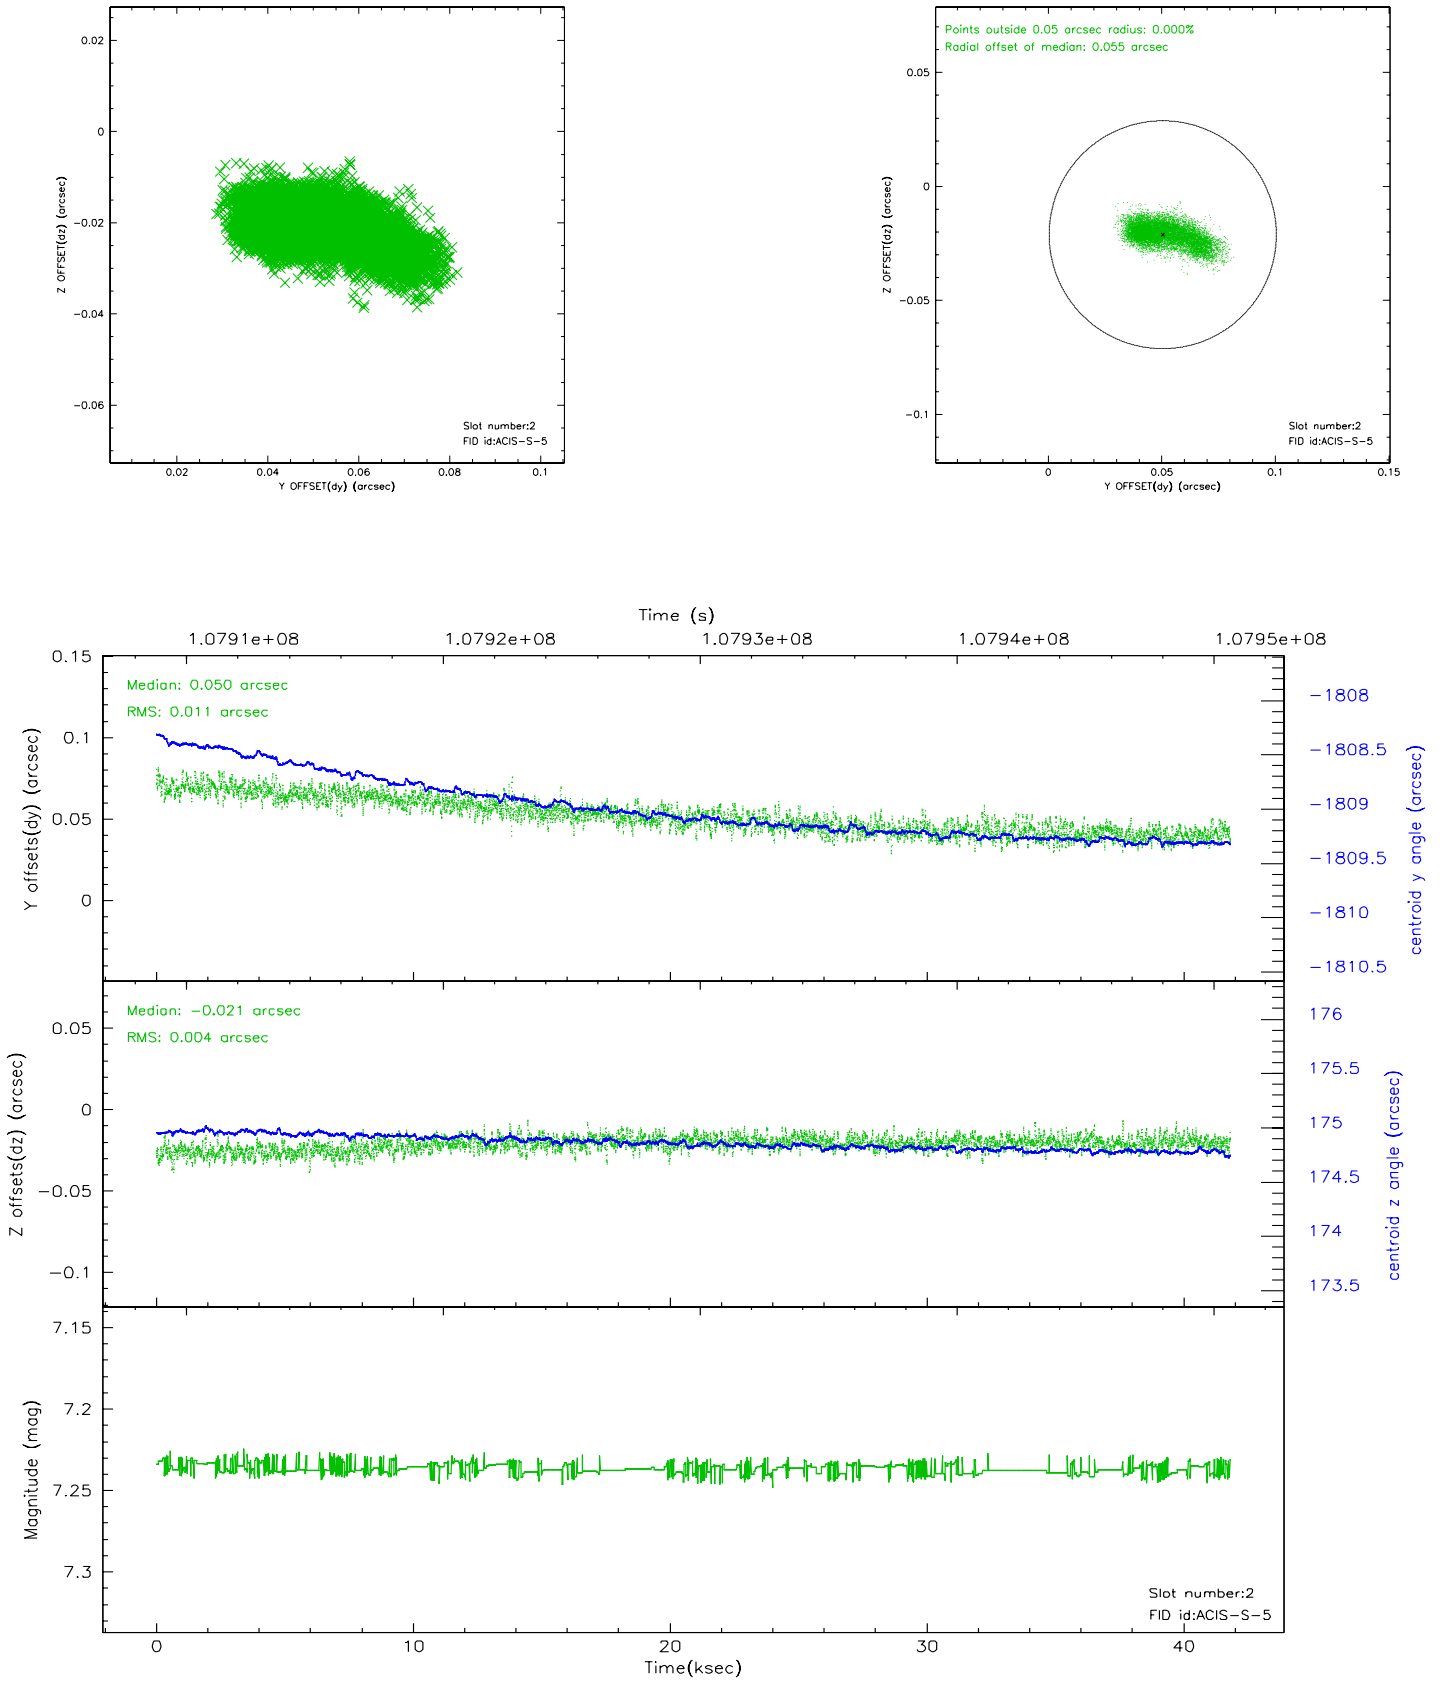 0.02
0
-0.02
-0.04
-0.06
Z OFFSET(dz) (arcsec)
Slot number:2
FID id:ACIS-S-5
0.02 0.04 0.06 0.08 0.1
Y OFFSET(dy) (arcsec)
Points outside 0.05 arcsec radius: 0.000%
Radial offset of median: 0.055 arcsec
0.05
0
-0.05
-0.1
Z OFFSET(dz) (arcsec)
Slot number:2
FID id:ACIS-S-5
0 0.05 0.1 0.15
Y OFFSET(dy) (arcsec)
Time (s)
1.0791e+08 1.0792e+08 1.0793e+08 1.0794e+08 1.0795e+08
Median: 0.050 arcsec
RMS: 0.011 arcsec
0.15
0.1
0.05
0
Y offsets(dy) (arcsec)
-1808
-1808.5
-1809
-1809.5
-1810
-1810.5
centroid y angle (arcsec)
Median: -0.021 arcsec
RMS: 0.004 arcsec
0.05
0
-0.05
-0.1
Z offsets(dz) (arcsec)
176
175.5
175
174.5
174
173.5
centroid z angle (arcsec)
7.15
7.2
7.25
7.3
Magnitude (mag)
Slot number:2
FID id:ACIS-S-5
0 10 20 30 40
Time(ksec)